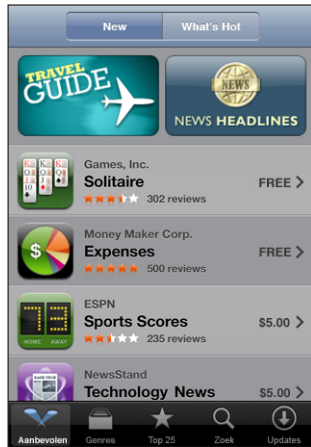 New What's Hot
TRAVEL
GUIDE
NEWS
NEWS HEADLINES
Games, Inc.
Solitaire FREE
302 reviews
Money Maker Corp.
Expenses FREE
500 reviews
$
ESPN
Sports Scores $5.00
235 reviews
73
HOME AWAY
NewsStand
Technology News $5.00
Aanbevolen Genres Top 25 Zoek Updates